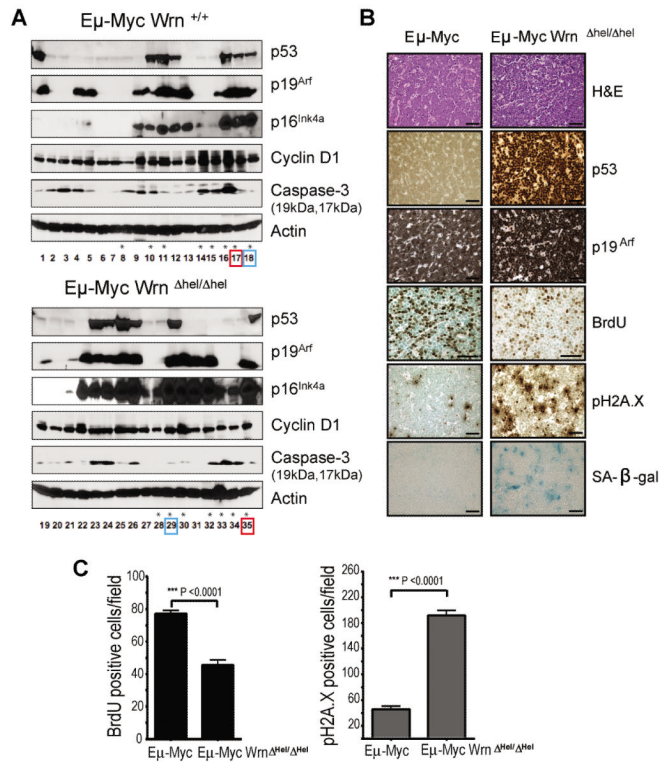 A
Eµ-Myc Wrn +/+
p53
p19Arf
p16Ink4a
Cyclin D1
Caspase-3
(19kDa,17kDa)
Actin
* * * * * * * *
1 2 3 4 5 6 7 8 9 10 11 12 13 14 15 16 17 18
Eµ-Myc Wrn Δhel/Δhel
p53
p19Arf
p16Ink4a
Cyclin D1
Caspase-3
(19kDa,17kDa)
Actin
* * * * * * *
19 20 21 22 23 24 25 26 27 28 29 30 31 32 33 34 35
B
Eµ-Myc Eµ-Myc Wrn Δhel/Δhel
H&E
p53
p19Arf
BrdU
pH2A.X
SA-β-gal
C
BrdU positive cells/field
100
80
60
40
20
0
*** P <0.0001
Eµ-Myc Eµ-Myc Wrn ΔHel/ΔHel
pH2A.X positive cells/field
260
220
180
140
100
60
20
*** P <0.0001
Eµ-Myc Eµ-Myc Wrn ΔHel/ΔHel